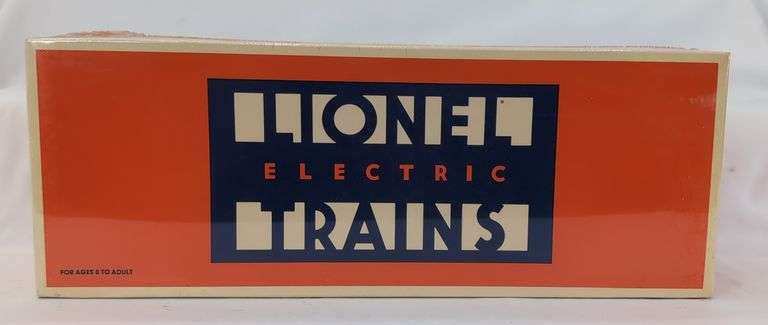 LIONEL
ELECTRIC
TRAINS
FOR AGES 8 TO ADULT